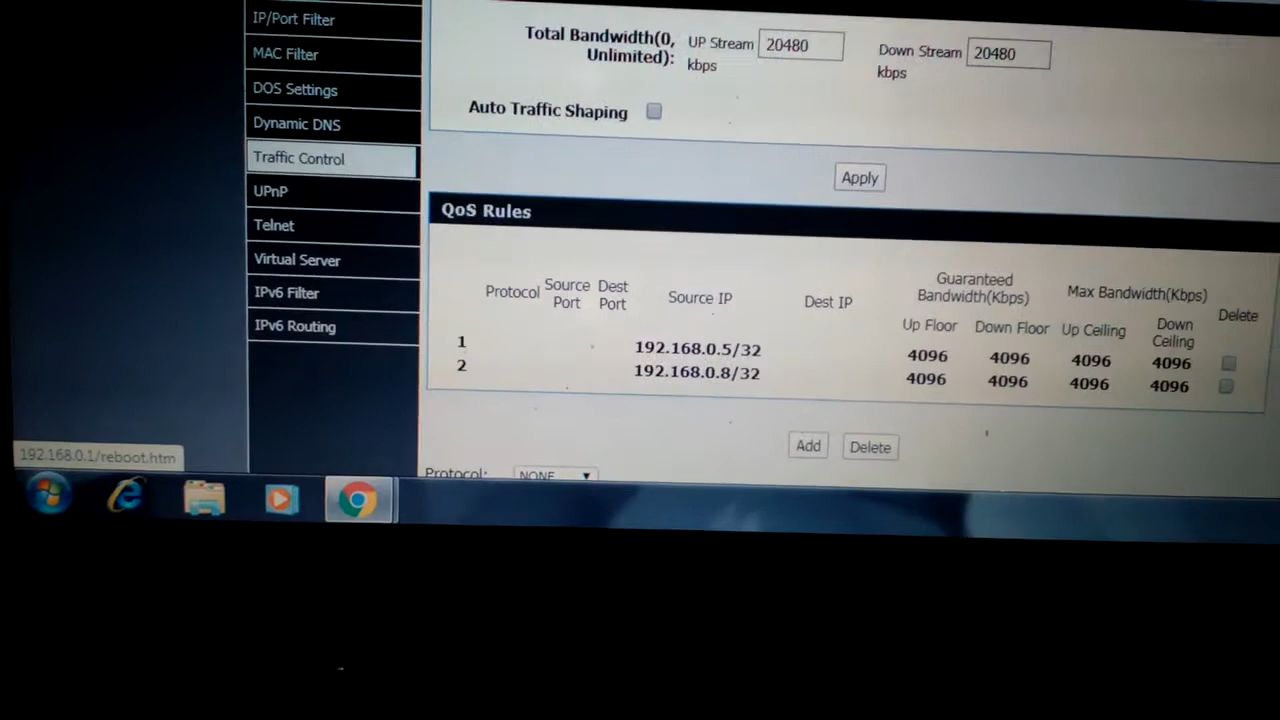 IP/Port Filter
MAC Filter
DOS Settings
Dynamic DNS
Traffic Control
UPnP
Telnet
Virtual Server
IPv6 Filter
IPv6 Routing
Total Bandwidth(0, Unlimited):
UP Stream 20480 kbps
Down Stream 20480 kbps
Auto Traffic Shaping
Apply
QoS Rules
Protocol Source Port Dest Port Source IP Dest IP Guaranteed Bandwidth(Kbps) Max Bandwidth(Kbps) Delete
Up Floor Down Floor Up Ceiling Down Ceiling
1 192.168.0.5/32 4096 4096 4096 4096
2 192.168.0.8/32 4096 4096 4096 4096
Add Delete
Protocol: NONE
192.168.0.1/reboot.htm